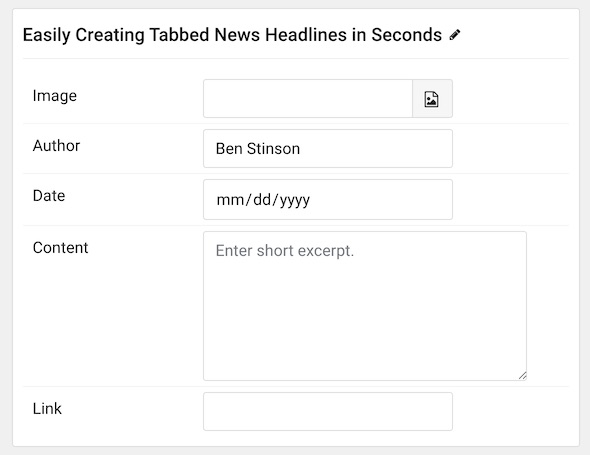 Easily Creating Tabbed News Headlines in Seconds
Image
Author Ben Stinson
Date mm/dd/yyyy
Content Enter short excerpt.
Link